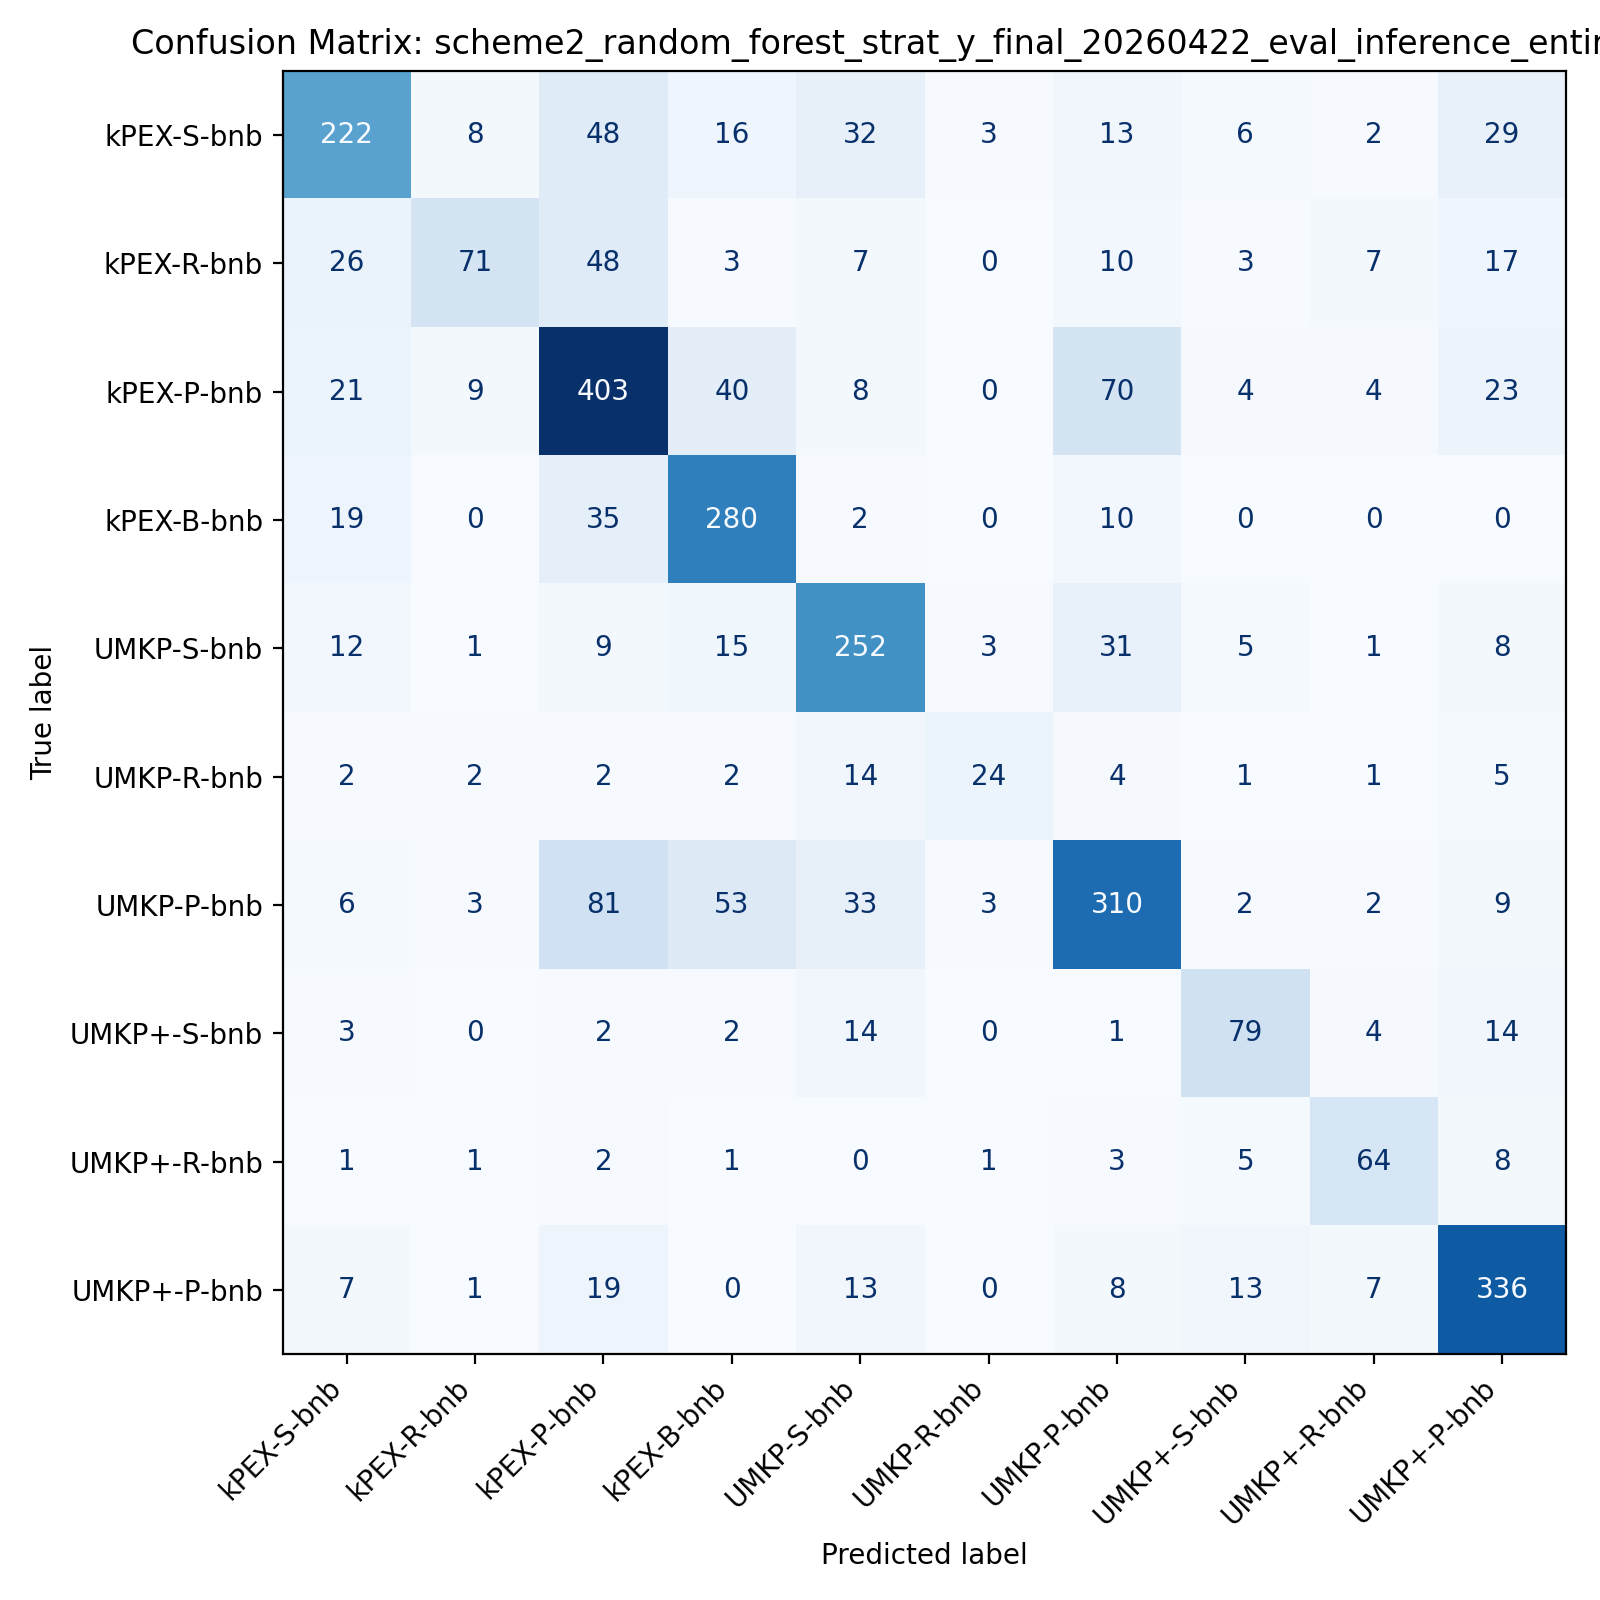 Confusion Matrix: scheme2_random_forest_strat_y_final_20260422_eval_inference_entir
kPEX-S-bnb 222 8 48 16 32 3 13 6 2 29
kPEX-R-bnb 26 71 48 3 7 0 10 3 7 17
kPEX-P-bnb 21 9 403 40 8 0 70 4 4 23
kPEX-B-bnb 19 0 35 280 2 0 10 0 0 0
UMKP-S-bnb 12 1 9 15 252 3 31 5 1 8
UMKP-R-bnb 2 2 2 2 14 24 4 1 1 5
UMKP-P-bnb 6 3 81 53 33 3 310 2 2 9
UMKP+-S-bnb 3 0 2 2 14 0 1 79 4 14
UMKP+-R-bnb 1 1 2 1 0 1 3 5 64 8
UMKP+-P-bnb 7 1 19 0 13 0 8 13 7 336
True label
kPEX-S-bnb kPEX-R-bnb kPEX-P-bnb kPEX-B-bnb UMKP-S-bnb UMKP-R-bnb UMKP-P-bnb UMKP+-S-bnb UMKP+-R-bnb UMKP+-P-bnb
Predicted label